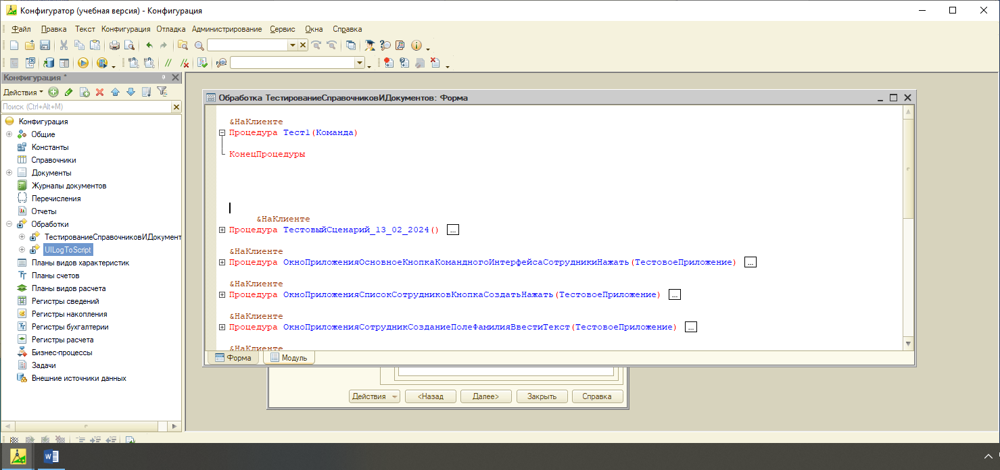 Конфигуратор (учебная версия) - Конфигурация
Файл Правка Текст Конфигурация Отладка Администрирование Сервис Окна Справка
Конфигурация *
Действия
Поиск (Ctrl+Alt+M)
Конфигурация
Общие
Константы
Справочники
Документы
Журналы документов
Перечисления
Отчеты
Обработки
ТестированиеСправочниковИДокумент
UILogToScript
Планы видов характеристик
Планы счетов
Планы видов расчета
Регистры сведений
Регистры накопления
Регистры бухгалтерии
Регистры расчета
Бизнес-процессы
Задачи
Внешние источники данных
Обработка ТестированиеСправочниковИДокументов: Форма
&НаКлиенте
Процедура Тест1(Команда)
КонецПроцедуры
&НаКлиенте
Процедура ТестовыйСценарий_13_02_2024() ...
&НаКлиенте
Процедура ОкноПриложенияОсновноеКнопкаКомандногоИнтерфейсаСотрудникиНажать(ТестовоеПриложение) ...
&НаКлиенте
Процедура ОкноПриложенияСписокСотрудниковКнопкаСоздатьНажать(ТестовоеПриложение) ...
&НаКлиенте
Процедура ОкноПриложенияСотрудникСозданиеПолеФамилияВвестиТекст(ТестовоеПриложение) ...
&НаКлиенте
Форма Модуль
Действия <Назад Далее> Закрыть Справка